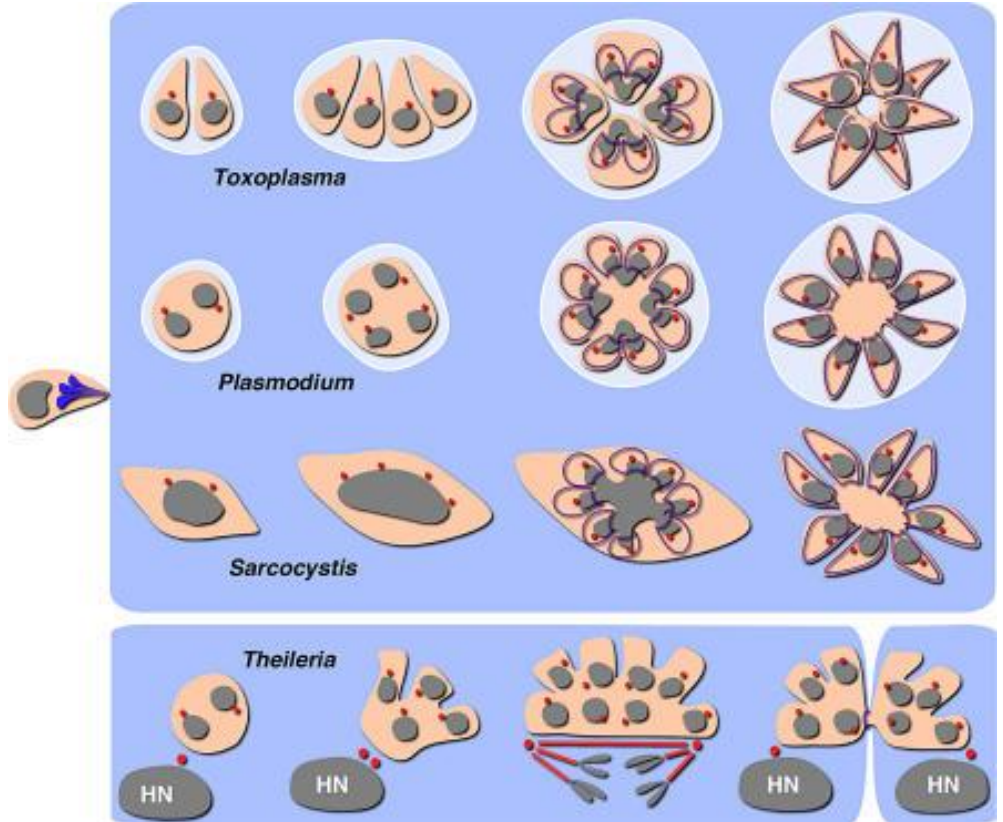 Toxoplasma
Plasmodium
Sarcocystis
Theileria
HN
HN
HN
HN